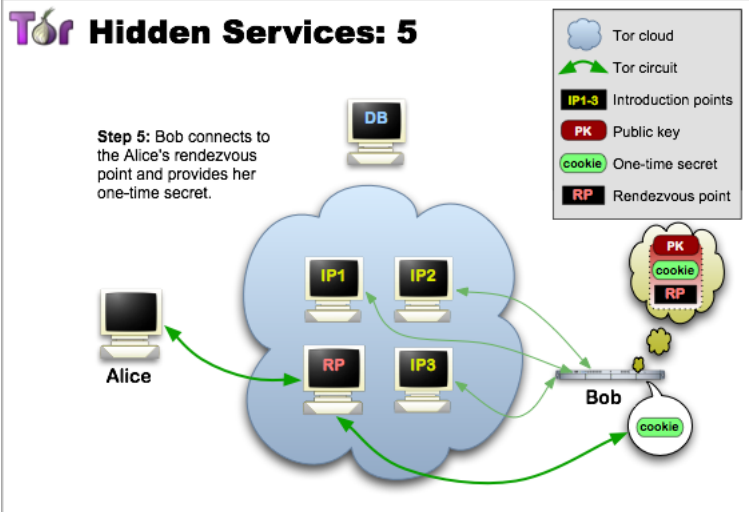 Tor Hidden Services: 5
Tor cloud
Tor circuit
IP1-3 Introduction points
PK Public key
cookie One-time secret
RP Rendezvous point
Step 5: Bob connects to
the Alice's rendezvous
point and provides her
one-time secret.
DB
PK
cookie
RP
IP1 IP2
RP IP3
Alice
Bob
cookie